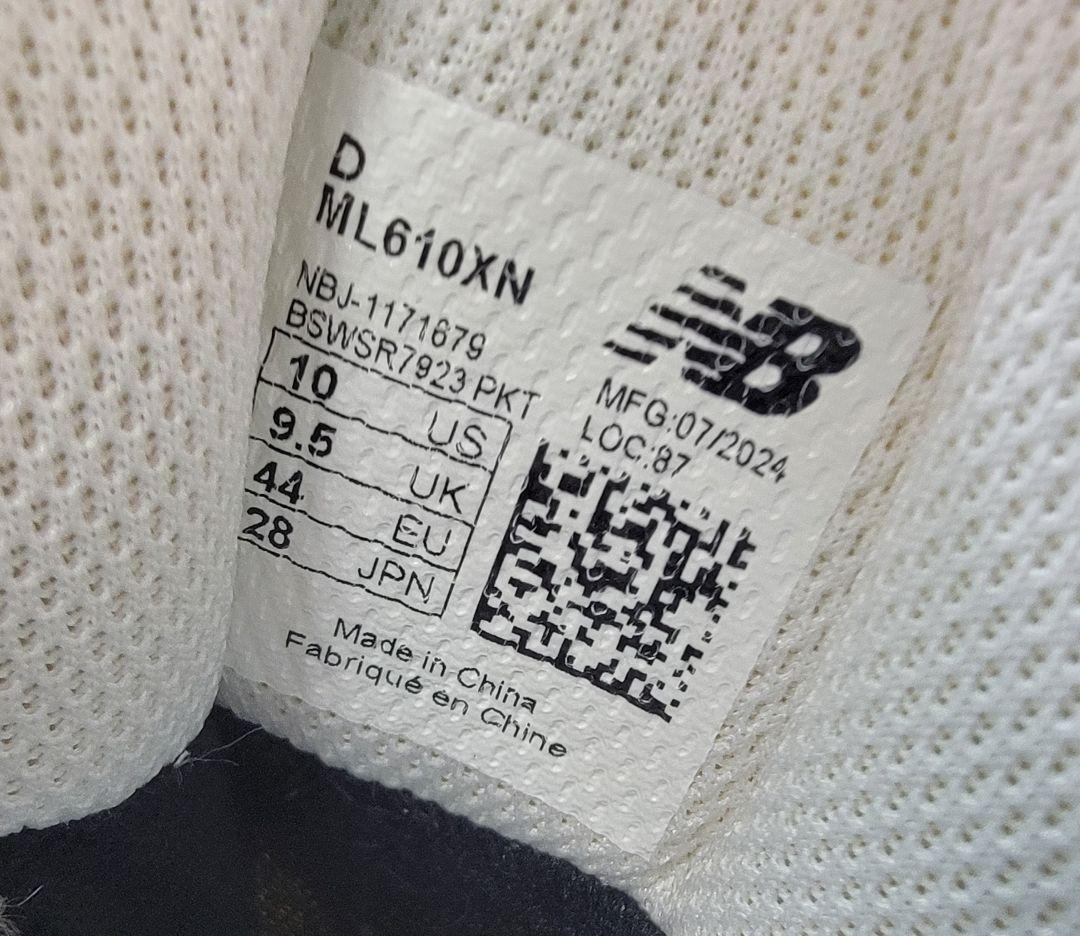 D
ML610XN
NBJ-1171679
BSWSR7923 PKT
10 US
9.5 UK
44 EU
28 JPN
NB
MFG:07/2024
LOC:87
Made in China
Fabriqué en Chine